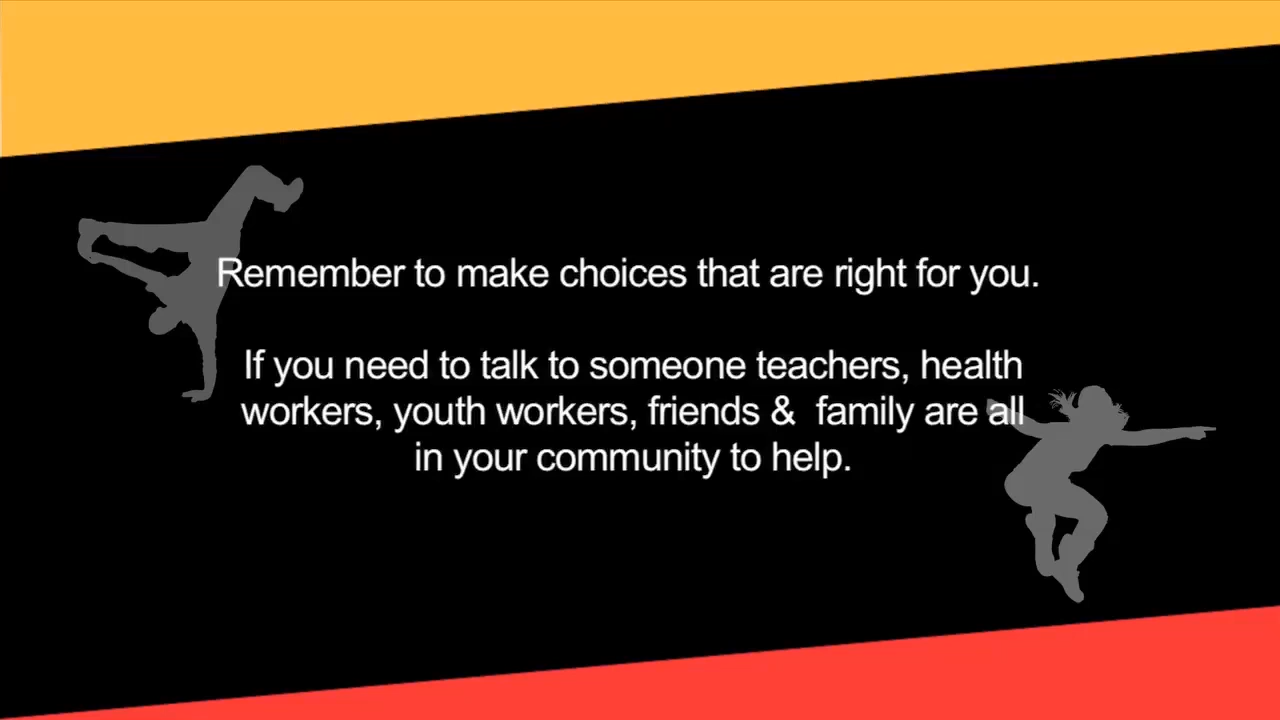 Remember to make choices that are right for you.
If you need to talk to someone teachers, health
workers, youth workers, friends &  family are all
in your community to help.